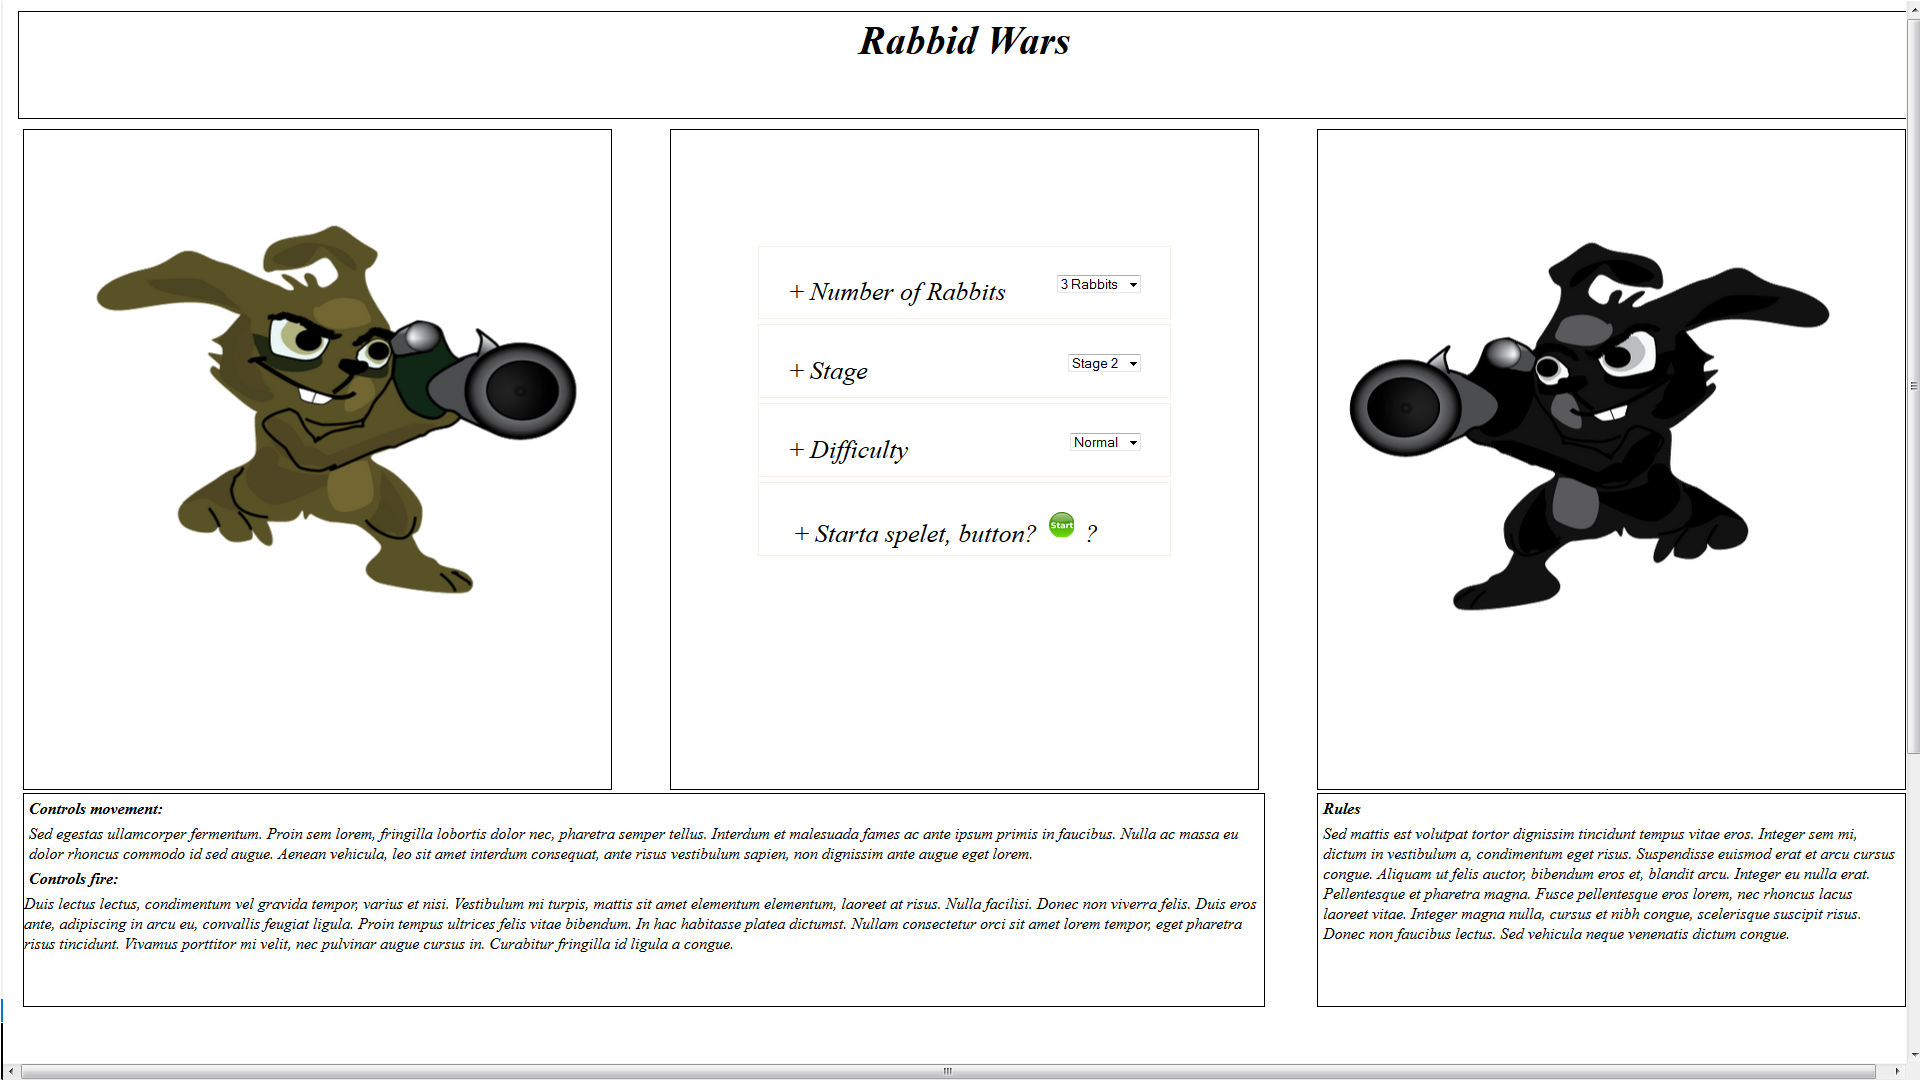 Rabbid Wars
+ Number of Rabbits 3 Rabbits
+ Stage Stage 2
+ Difficulty Normal
+ Starta spelet, button? Start ?
Controls movement:
Sed egestas ullamcorper fermentum. Proin sem lorem, fringilla lobortis dolor nec, pharetra semper tellus. Interdum et malesuada fames ac ante ipsum primis in faucibus. Nulla ac massa eu
dolor rhoncus commodo id sed augue. Aenean vehicula, leo sit amet interdum consequat, ante risus vestibulum sapien, non dignissim ante augue eget lorem.
Controls fire:
Duis lectus lectus, condimentum vel gravida tempor, varius et nisi. Vestibulum mi turpis, mattis sit amet elementum elementum, laoreet at risus. Nulla facilisi. Donec non viverra felis. Duis eros
ante, adipiscing in arcu eu, convallis feugiat ligula. Proin tempus ultrices felis vitae bibendum. In hac habitasse platea dictumst. Nullam consectetur orci sit amet lorem tempor, eget pharetra
risus tincidunt. Vivamus porttitor mi velit, nec pulvinar augue cursus in. Curabitur fringilla id ligula a congue.
Rules
Sed mattis est volutpat tortor dignissim tincidunt tempus vitae eros. Integer sem mi,
dictum in vestibulum a, condimentum eget risus. Suspendisse euismod erat et arcu cursus
congue. Aliquam ut felis auctor, bibendum eros et, blandit arcu. Integer eu nulla erat.
Pellentesque et pharetra magna. Fusce pellentesque eros lorem, nec rhoncus lacus
laoreet vitae. Integer magna nulla, cursus et nibh congue, scelerisque suscipit risus.
Donec non faucibus lectus. Sed vehicula neque venenatis dictum congue.